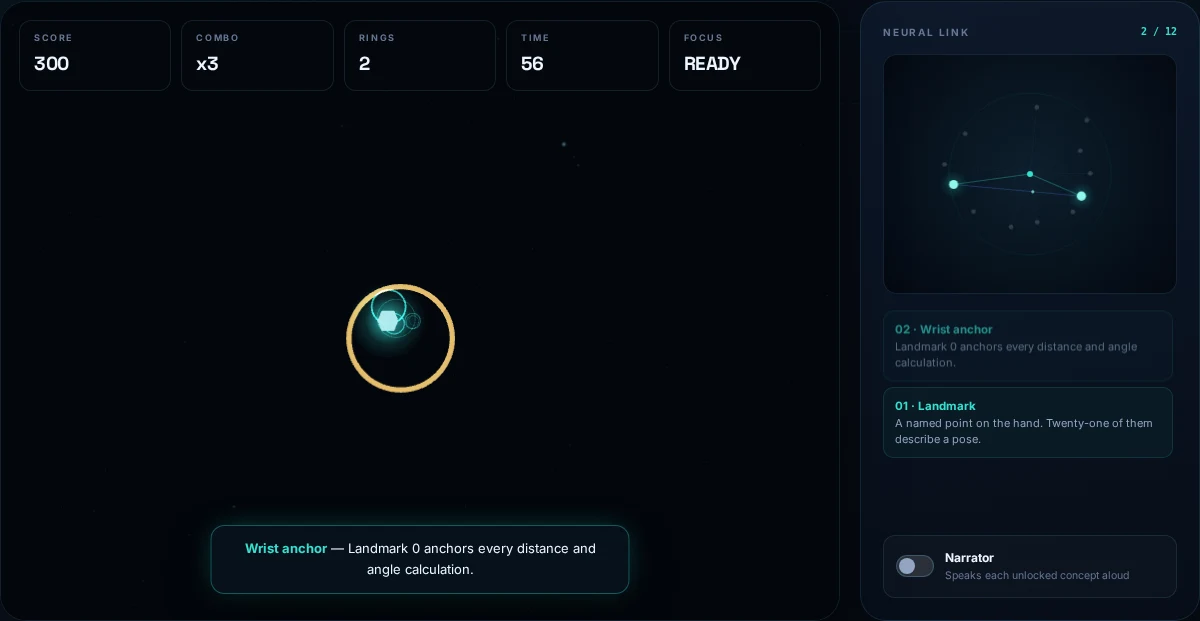 SCORE
300
COMBO
x3
RINGS
2
TIME
56
FOCUS
READY
Wrist anchor — Landmark 0 anchors every distance and
angle calculation.
NEURAL LINK
2 / 12
02 · Wrist anchor
Landmark 0 anchors every distance and angle
calculation.
01 · Landmark
A named point on the hand. Twenty-one of them
describe a pose.
Narrator
Speaks each unlocked concept aloud